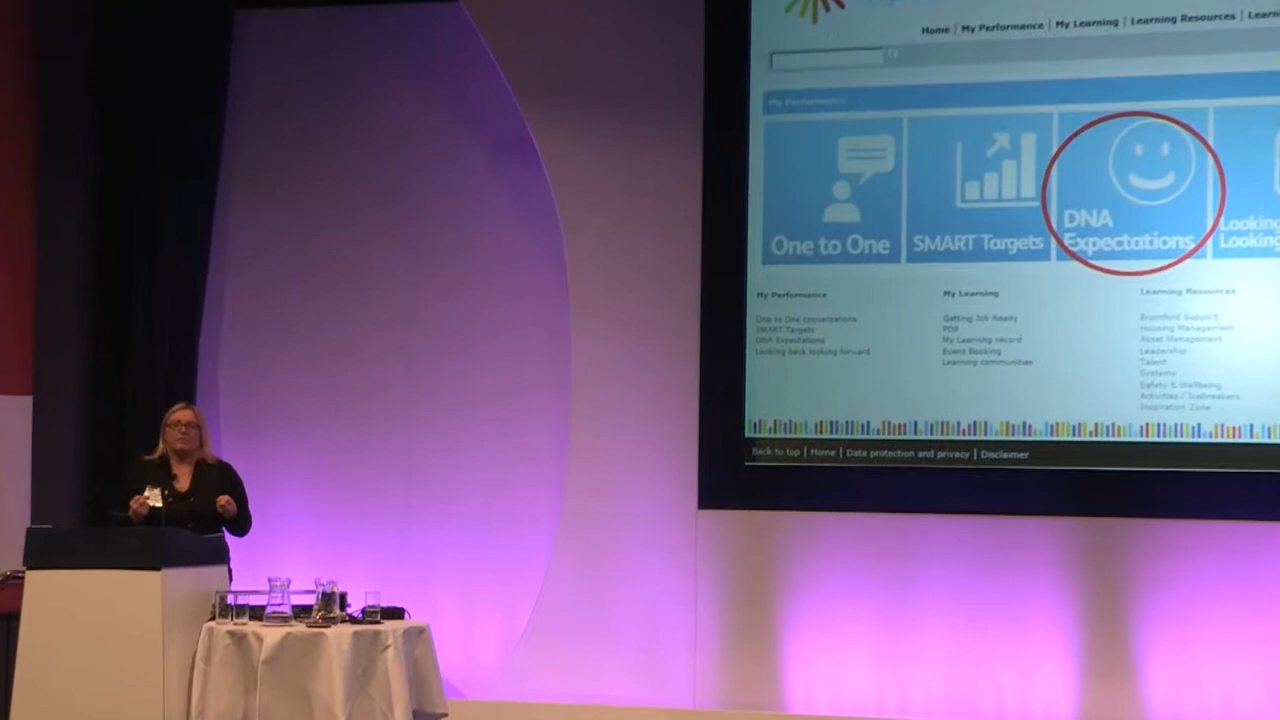 Home | My Performance | My Learning | Learning Resources |
My Performance
One to One
SMART Targets
DNA
Expectations
Looking
Looking
My Performance
One to One conversations
SMART Targets
DNA Expectations
Looking back looking forward
My Learning
Getting Job Ready
PDP
My Learning record
Event Booking
Learning communities
Learning Resources
Bromford Support
Housing Management
Asset Management
Leadership
Talent
Systems
Safety & Wellbeing
Activities / Icebreakers
Inspiration Zone
Back to top | Home | Data protection and privacy | Disclaimer